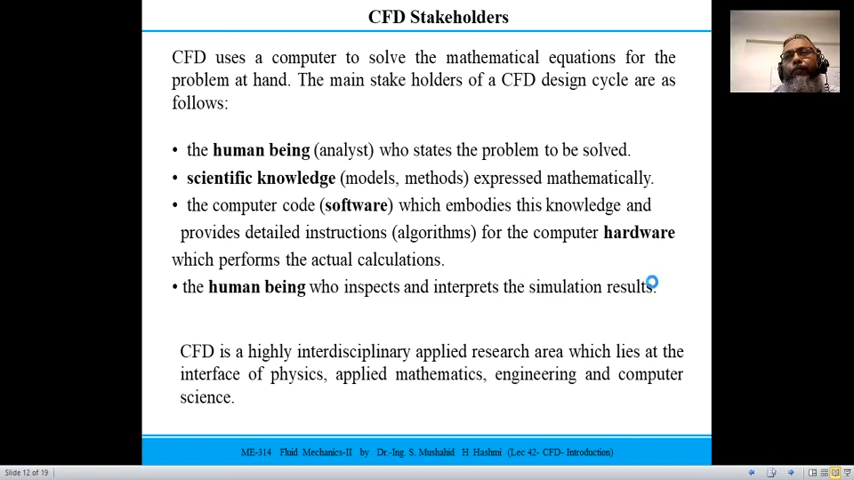 CFD Stakeholders
CFD uses a computer to solve the mathematical equations for the
problem at hand. The main stake holders of a CFD design cycle are as
follows:
• the human being (analyst) who states the problem to be solved.
• scientific knowledge (models, methods) expressed mathematically.
• the computer code (software) which embodies this knowledge and
provides detailed instructions (algorithms) for the computer hardware
which performs the actual calculations.
• the human being who inspects and interprets the simulation results.
CFD is a highly interdisciplinary applied research area which lies at the
interface of physics, applied mathematics, engineering and computer
science.
ME-314 Fluid Mechanics-II by Dr.-Ing. S. Mushahid H. Hashmi (Lec 42- CFD- Introduction)
Slide 12 of 19